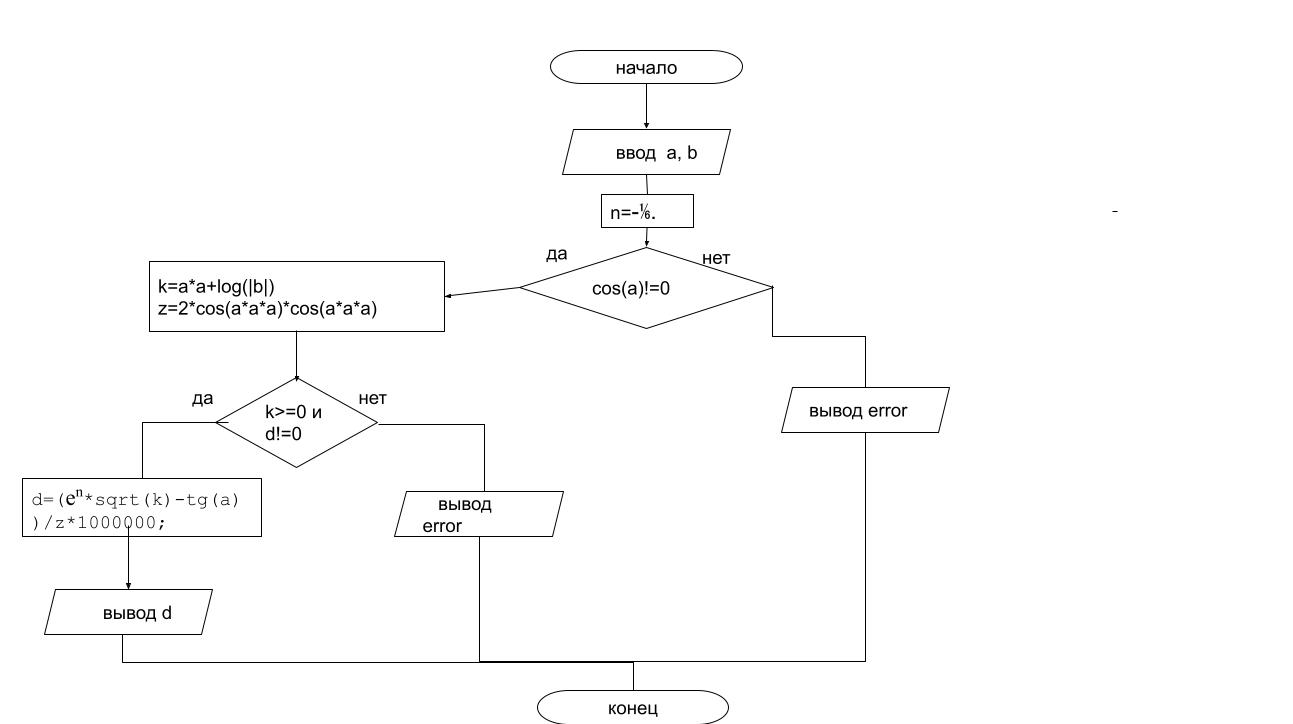 начало
ввод a, b
n=-⅙.
да
нет
cos(a)!=0
k=a*a+log(|b|)
z=2*cos(a*a*a)*cos(a*a*a)
да
нет
k>=0 и
d!=0
вывод error
d=(eⁿ*sqrt(k)-tg(a)
)/z*1000000;
вывод
error
вывод d
конец
-